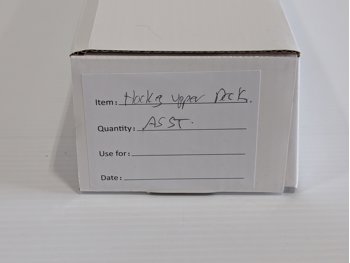 Item: Hockey upper Deck.
Quantity: ASST.
Use for:
Date: